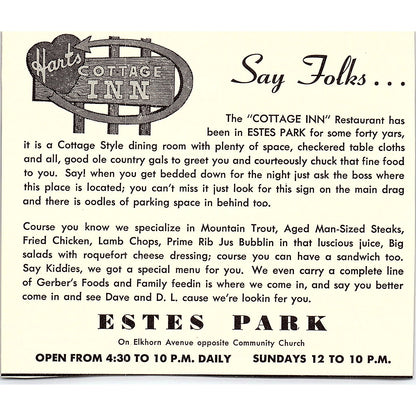 Harts
COTTAGE
INN
Say Folks...
The "COTTAGE INN" Restaurant has
been in ESTES PARK for some forty yars,
it is a Cottage Style dining room with plenty of space, checkered table cloths
and all, good ole country gals to greet you and courteously chuck that fine food
to you. Say! when you get bedded down for the night just ask the boss where
this place is located; you can't miss it just look for this sign on the main drag
and there is oodles of parking space in behind too.
Course you know we specialize in Mountain Trout, Aged Man-Sized Steaks,
Fried Chicken, Lamb Chops, Prime Rib Jus Bubblin in that luscious juice, Big
salads with roquefort cheese dressing; course you can have a sandwich too.
Say Kiddies, we got a special menu for you. We even carry a complete line
of Gerber's Foods and Family feedin is where we come in, and say you better
come in and see Dave and D. L. cause we're lookin fer you.
ESTES PARK
On Elkhorn Avenue opposite Community Church
OPEN FROM 4:30 TO 10 P.M. DAILY SUNDAYS 12 TO 10 P.M.